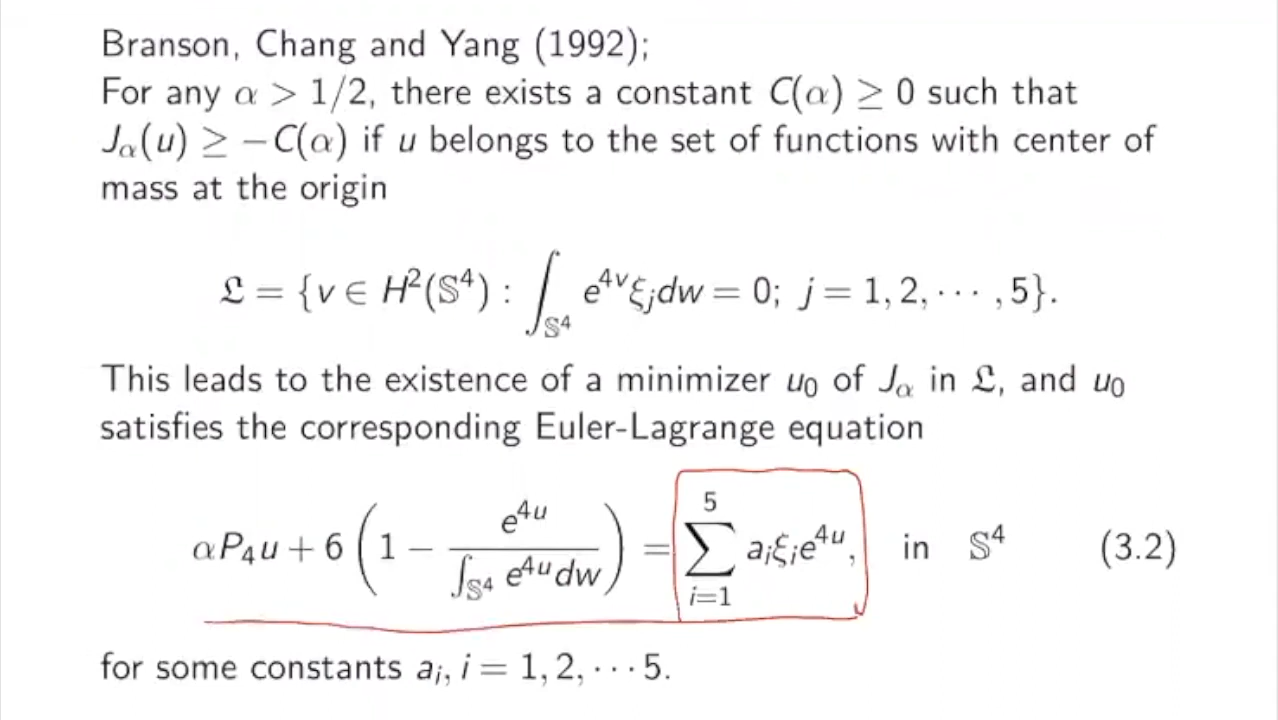 Branson, Chang and Yang (1992);
For any α > 1/2, there exists a constant C(α) ≥ 0 such that
J_α(u) ≥ −C(α) if u belongs to the set of functions with center of
mass at the origin
𝔏 = {v ∈ H²(𝕊⁴) : ∫_{𝕊⁴} e^{4v}ξ_j dw = 0; j = 1, 2, ⋯ , 5}.
This leads to the existence of a minimizer u₀ of J_α in 𝔏, and u₀
satisfies the corresponding Euler-Lagrange equation
αP₄u + 6 ( 1 − e^{4u} / ∫_{𝕊⁴} e^{4u} dw ) = ∑_{i=1}^{5} a_i ξ_i e^{4u}, in 𝕊⁴ (3.2)
for some constants a_i, i = 1, 2, ⋯ 5.